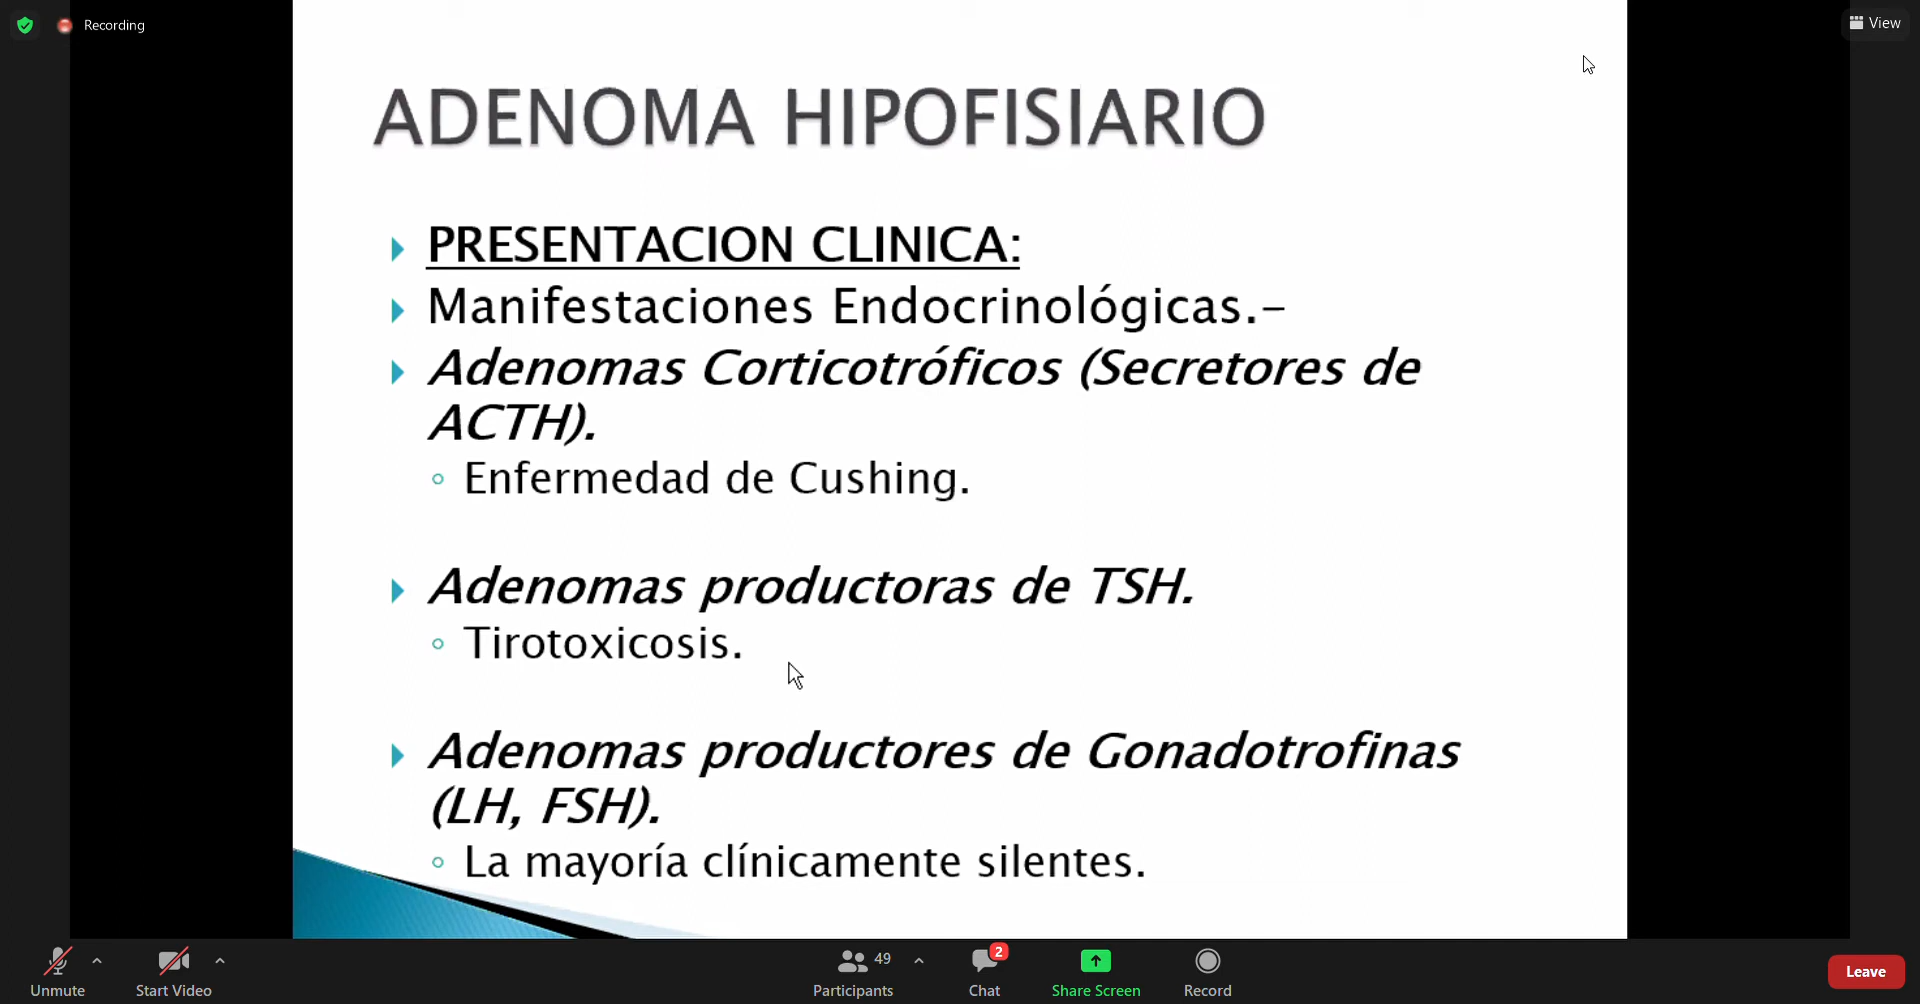 Recording
View
ADENOMA HIPOFISIARIO
PRESENTACION CLINICA:
Manifestaciones Endocrinológicas.-
Adenomas Corticotróficos (Secretores de
ACTH).
Enfermedad de Cushing.
Adenomas productoras de TSH.
Tirotoxicosis.
Adenomas productores de Gonadotrofinas
(LH, FSH).
La mayoría clínicamente silentes.
49
2
Unmute
Start Video
Participants
Chat
Share Screen
Record
Leave